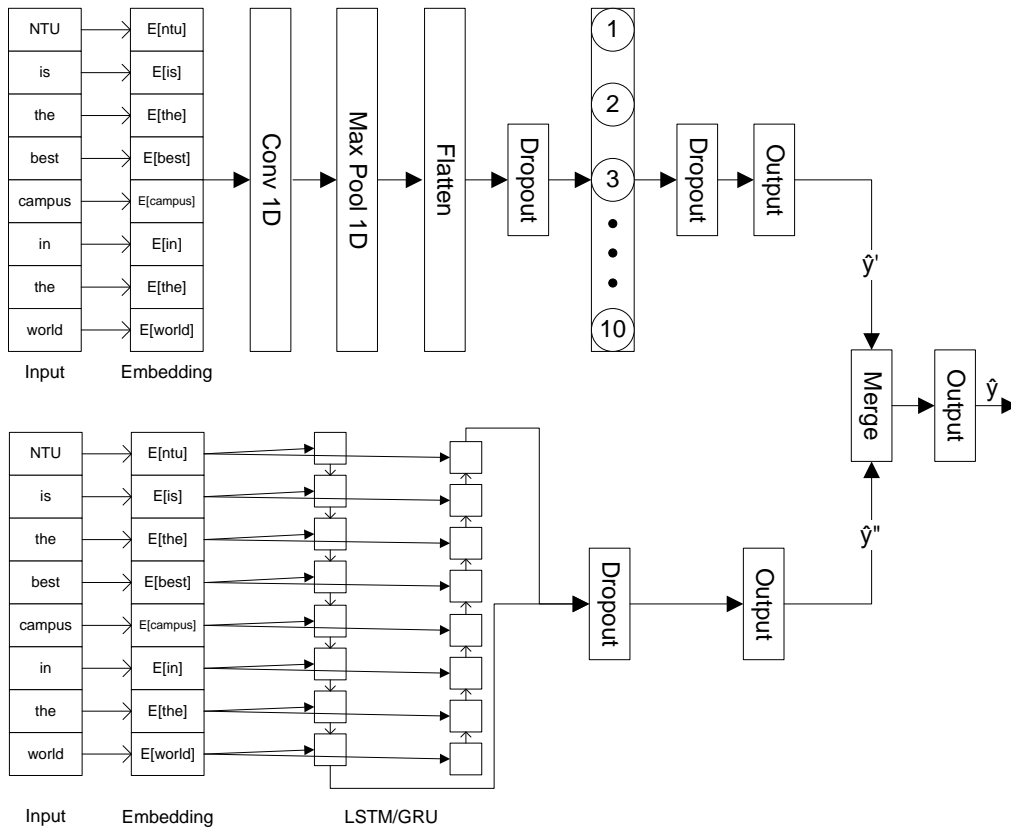 NTU E[ntu]
is E[is]
the E[the]
best E[best]
campus E[campus]
in E[in]
the E[the]
world E[world]
Input Embedding
Conv 1D
Max Pool 1D
Flatten
Dropout
1
2
3
10
Dropout
Output
ŷ'
Merge
Output
ŷ
NTU E[ntu]
is E[is]
the E[the]
best E[best]
campus E[campus]
in E[in]
the E[the]
world E[world]
Input Embedding LSTM/GRU
Dropout
Output
ŷ"